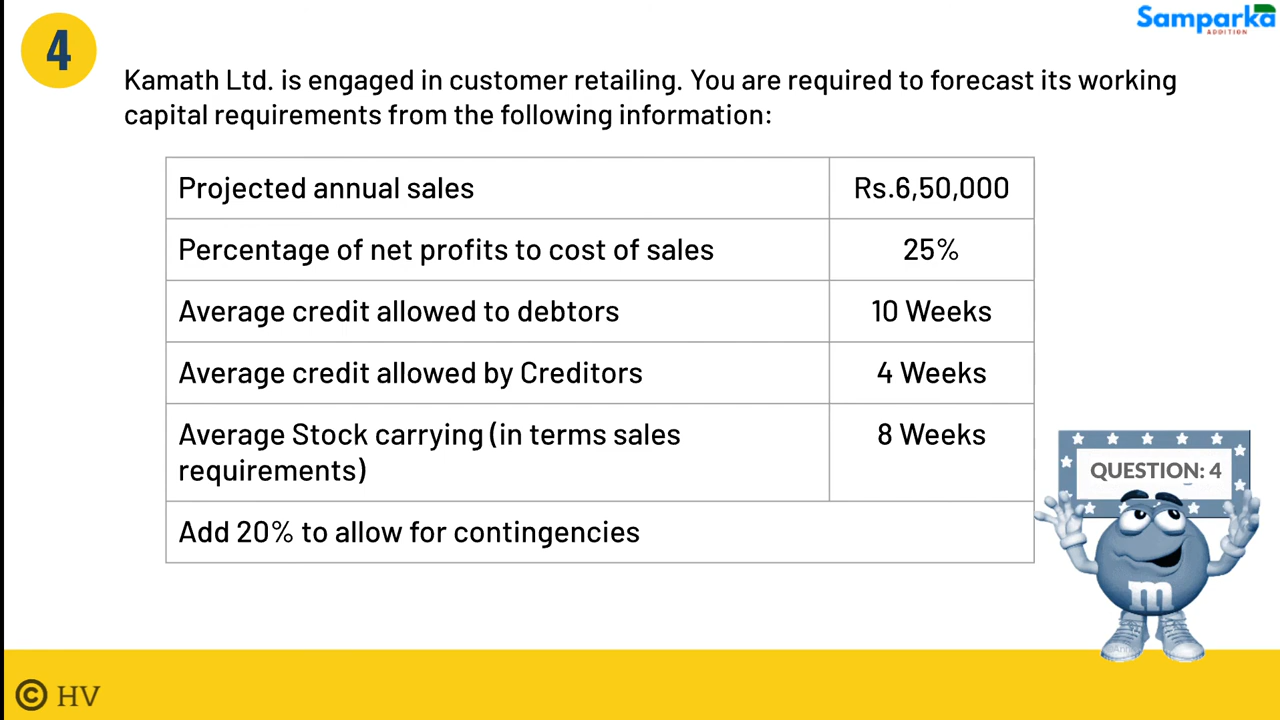 4
Samparka
ADDITION
Kamath Ltd. is engaged in customer retailing. You are required to forecast its working
capital requirements from the following information:
Projected annual sales Rs.6,50,000
Percentage of net profits to cost of sales 25%
Average credit allowed to debtors 10 Weeks
Average credit allowed by Creditors 4 Weeks
Average Stock carrying (in terms sales 8 Weeks
requirements)
Add 20% to allow for contingencies
QUESTION: 4
m
© HV